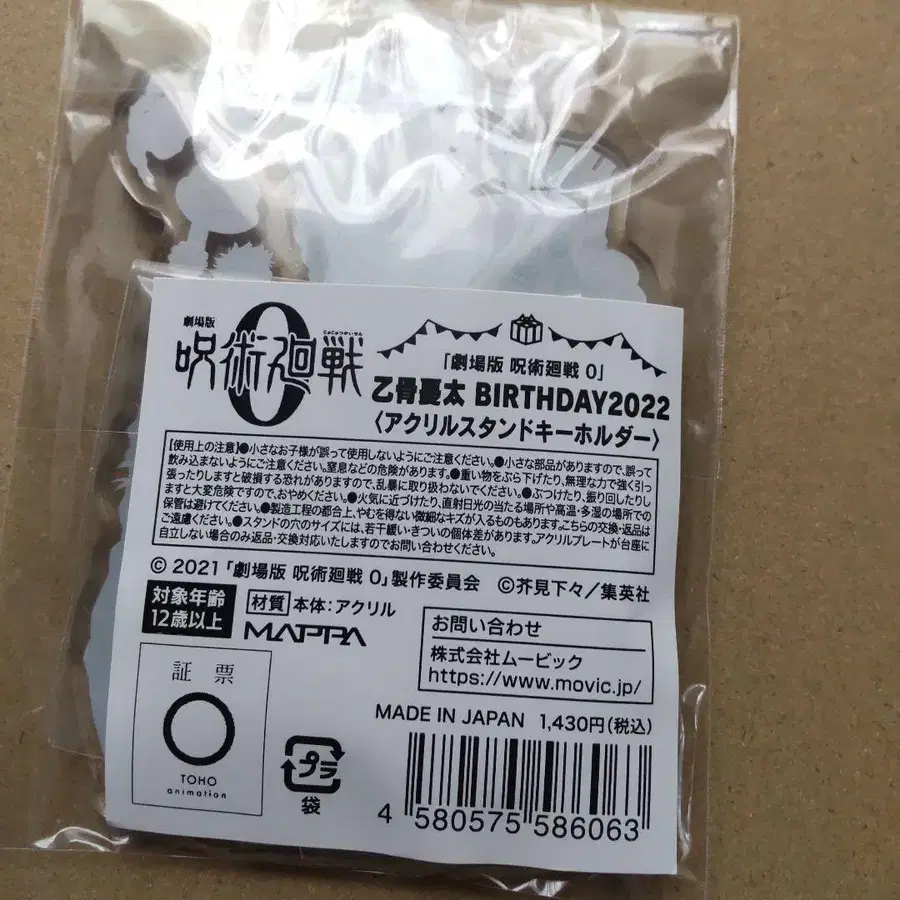 劇場版
じゅじゅつかいせん
呪術廻戦
0
「劇場版 呪術廻戦 0」
乙骨憂太 BIRTHDAY2022
〈アクリルスタンドキーホルダー〉
【使用上の注意】●小さなお子様が誤って使用しないようにご注意ください。●小さな部品がありますので、誤って
飲み込まないようにご注意ください。窒息などの危険があります。●重い物をぶら下げたり、無理な力で強く引っ
張ったりしますと破損する恐れがありますので、乱暴に取り扱わないでください。●ぶつけたり、振り回したりし
ますと大変危険ですので、おやめください。●火気に近づけたり、直射日光の当たる場所や高温・多湿の場所での
保管は避けてください。●製造工程の都合上、やむを得ない微細なキズが入るものもあります。こちらの交換・返品は
ご遠慮ください。●スタンドの穴のサイズには、若干緩い・きついの個体差があります。アクリルプレートが台座に
自立しない場合のみ返品・交換対応いたしますのでお問い合わせください。
© 2021「劇場版 呪術廻戦 0」製作委員会 ©芥見下々／集英社
対象年齢
12歳以上
材質 本体：アクリル
MAPPA
お問い合わせ
株式会社ムービック
https://www.movic.jp/
証票
TOHO
animation
プラ
袋
MADE IN JAPAN 1,430円(税込)
4 580575 586063